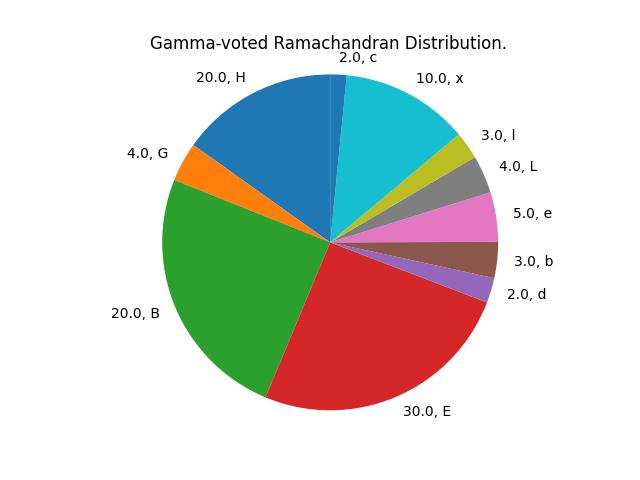 Gamma-voted Ramachandran Distribution.
2.0, c
20.0, H
10.0, x
3.0, l
4.0, G
4.0, L
5.0, e
3.0, b
2.0, d
20.0, B
30.0, E